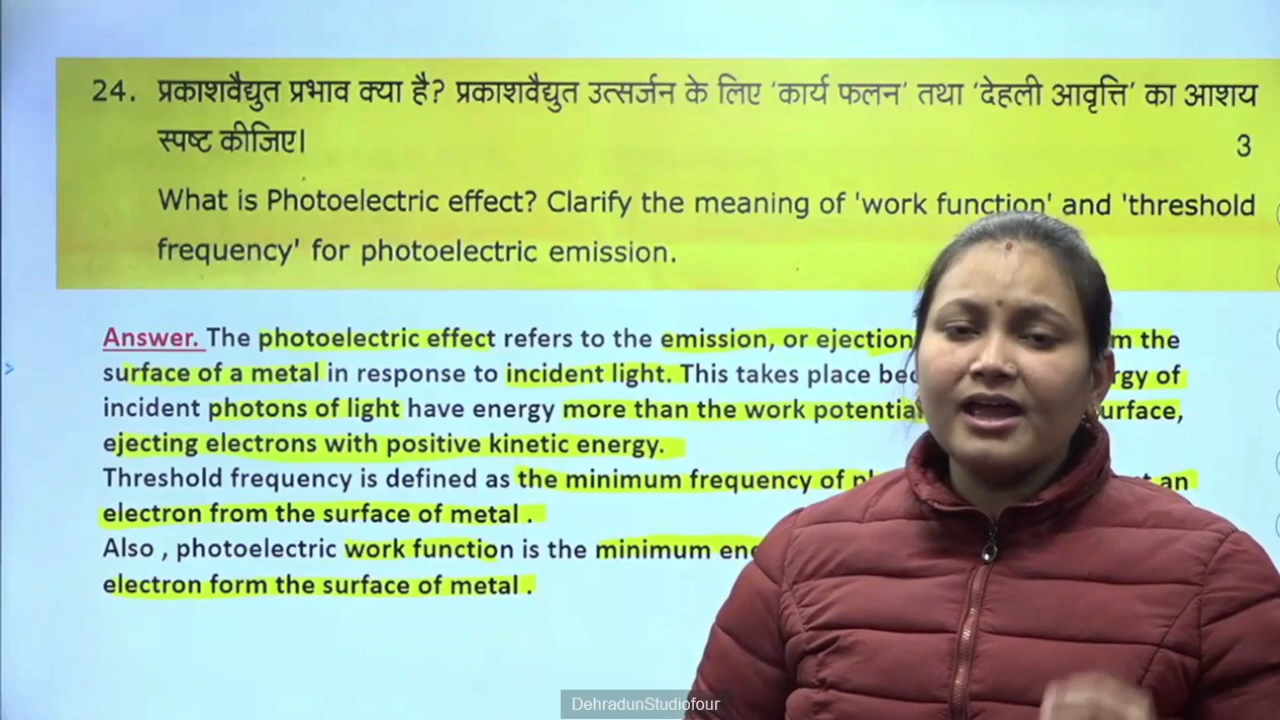 24. प्रकाशवैद्युत प्रभाव क्या है? प्रकाशवैद्युत उत्सर्जन के लिए 'कार्य फलन' तथा 'देहली आवृत्ति' का आशय
स्पष्ट कीजिए। 3
What is Photoelectric effect? Clarify the meaning of 'work function' and 'threshold
frequency' for photoelectric emission.
Answer. The photoelectric effect refers to the emission, or ejection the
surface of a metal in response to incident light. This takes place of
incident photons of light have energy more than the work
ejecting electrons with positive kinetic energy.
Threshold frequency is defined as the minimum frequency of an
electron from the surface of metal .
Also , photoelectric work function is the minimum
electron form the surface of metal .
DehradunStudiofour